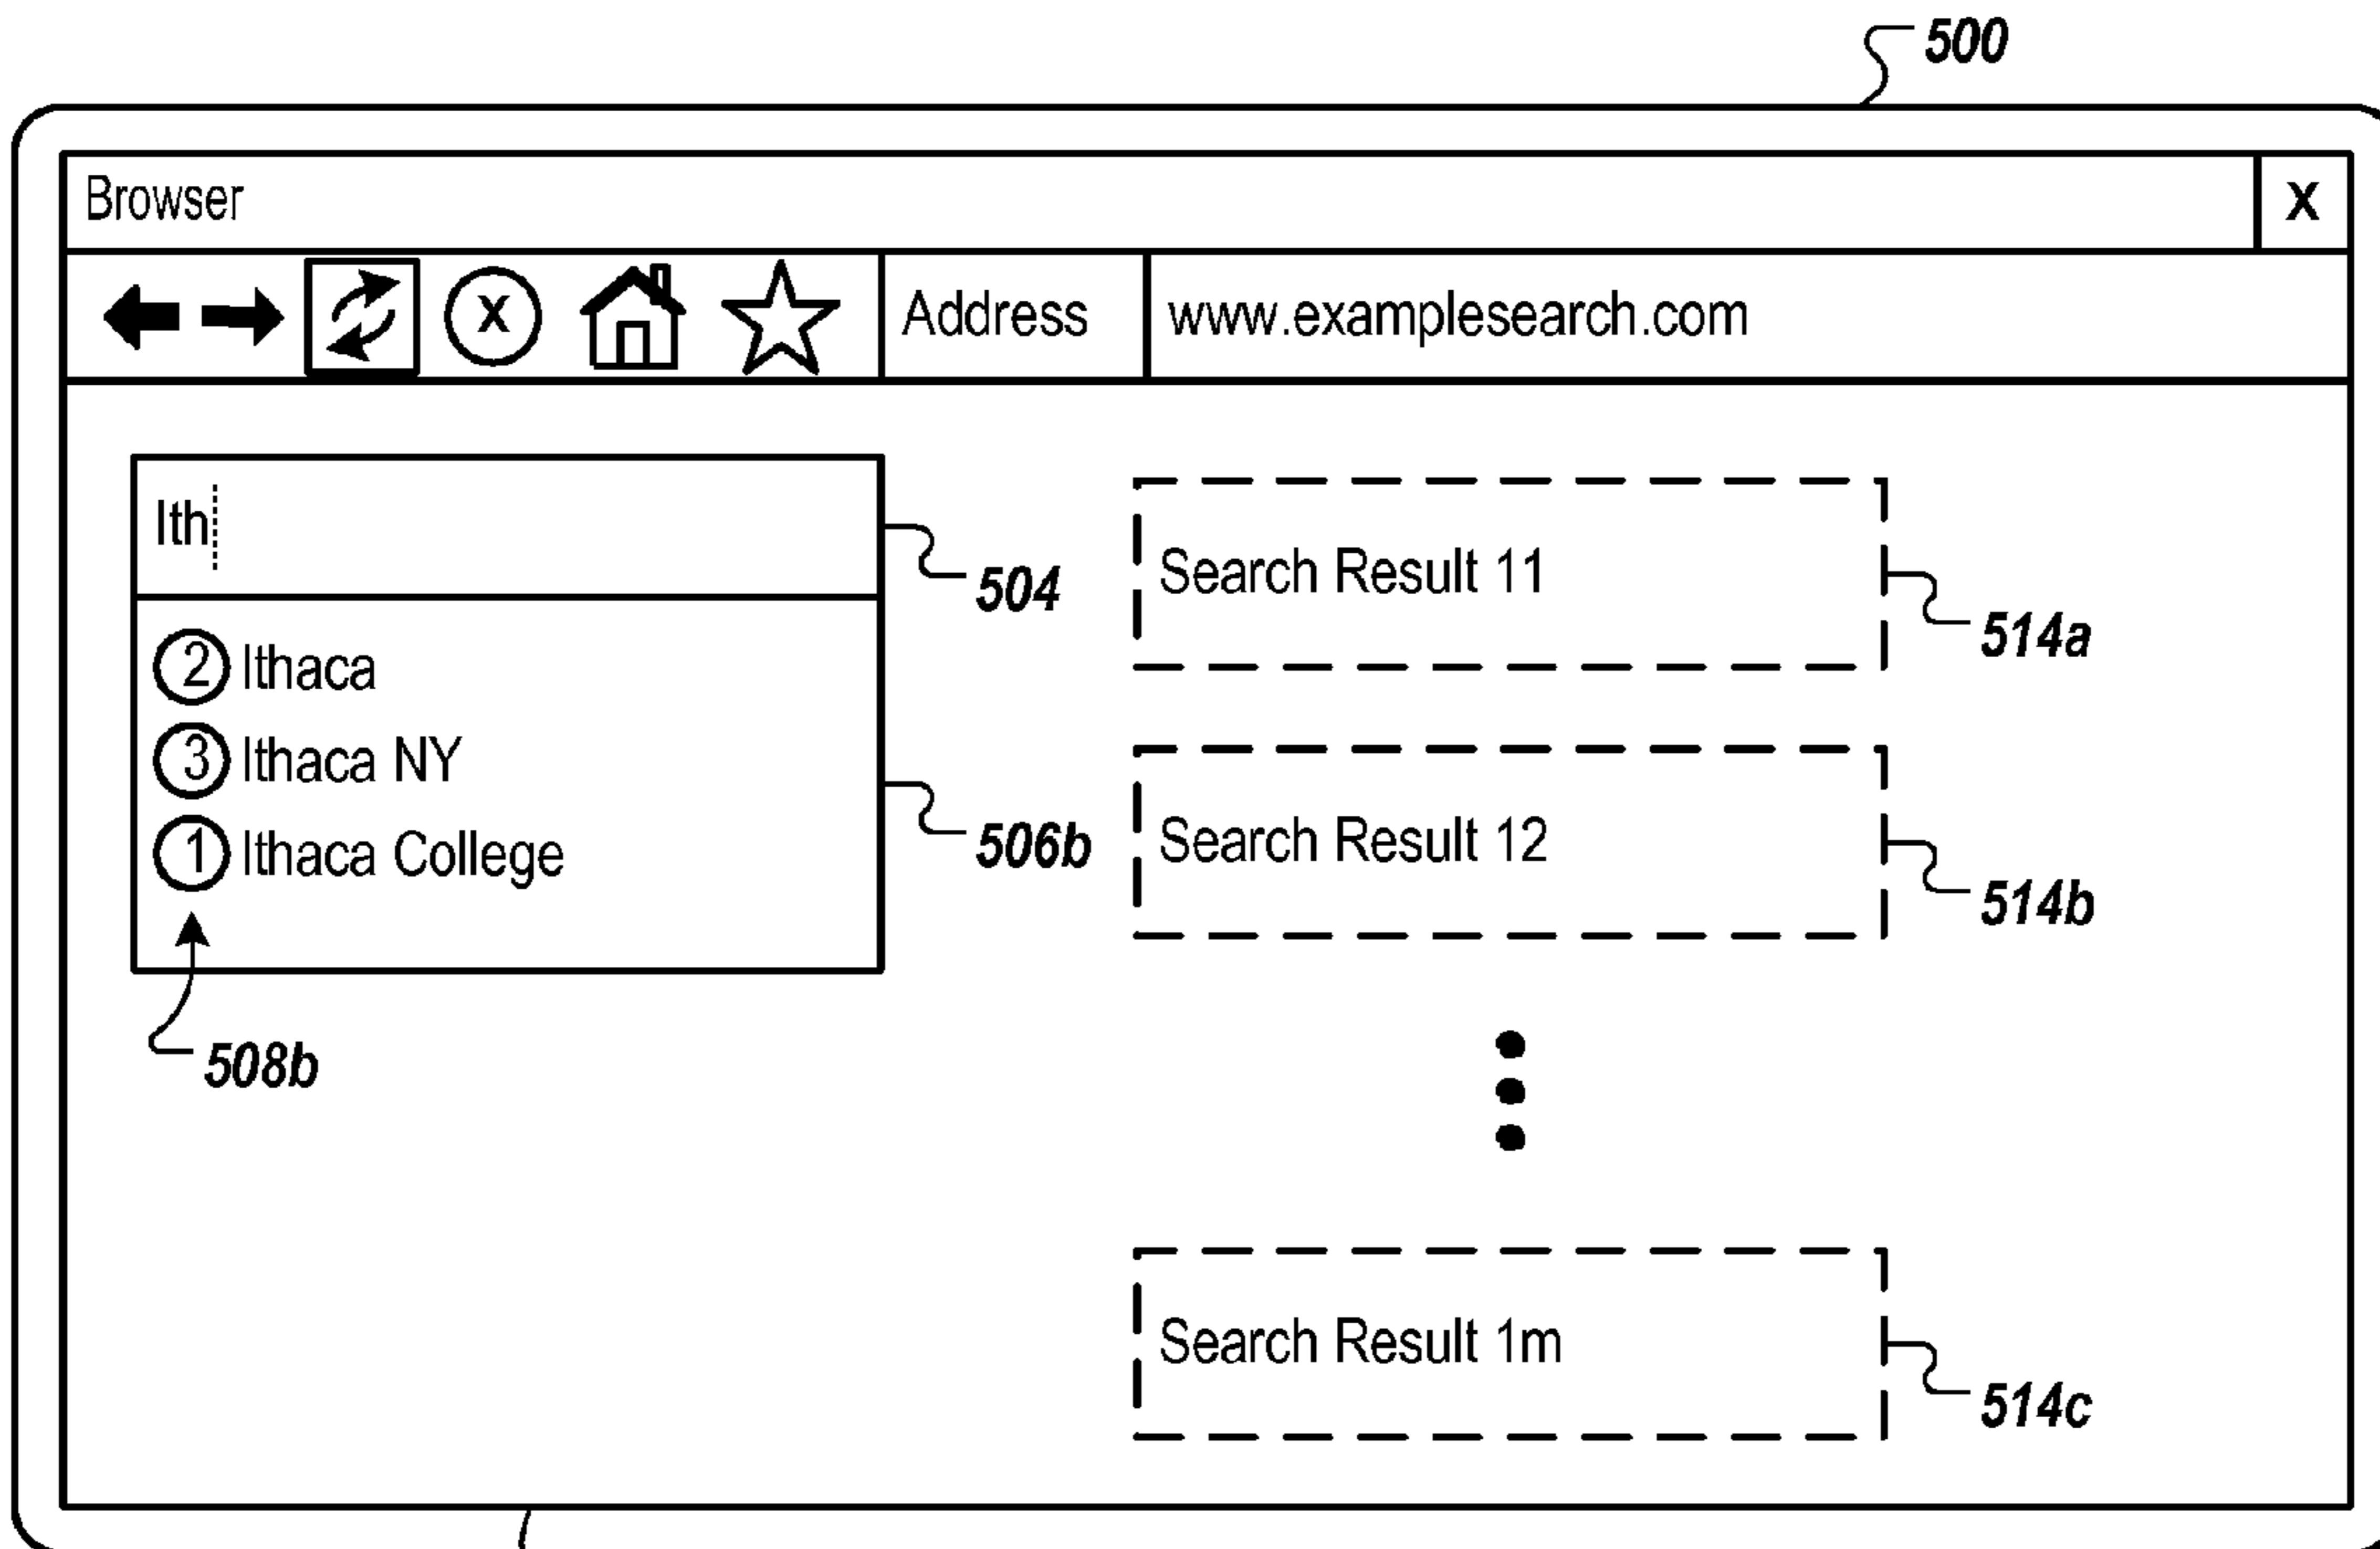 500
Browser X
X Address www.examplesearch.com
Ith
504
2 Ithaca
3 Ithaca NY
1 Ithaca College
506b
508b
Search Result 11
514a
Search Result 12
514b
Search Result 1m
514c